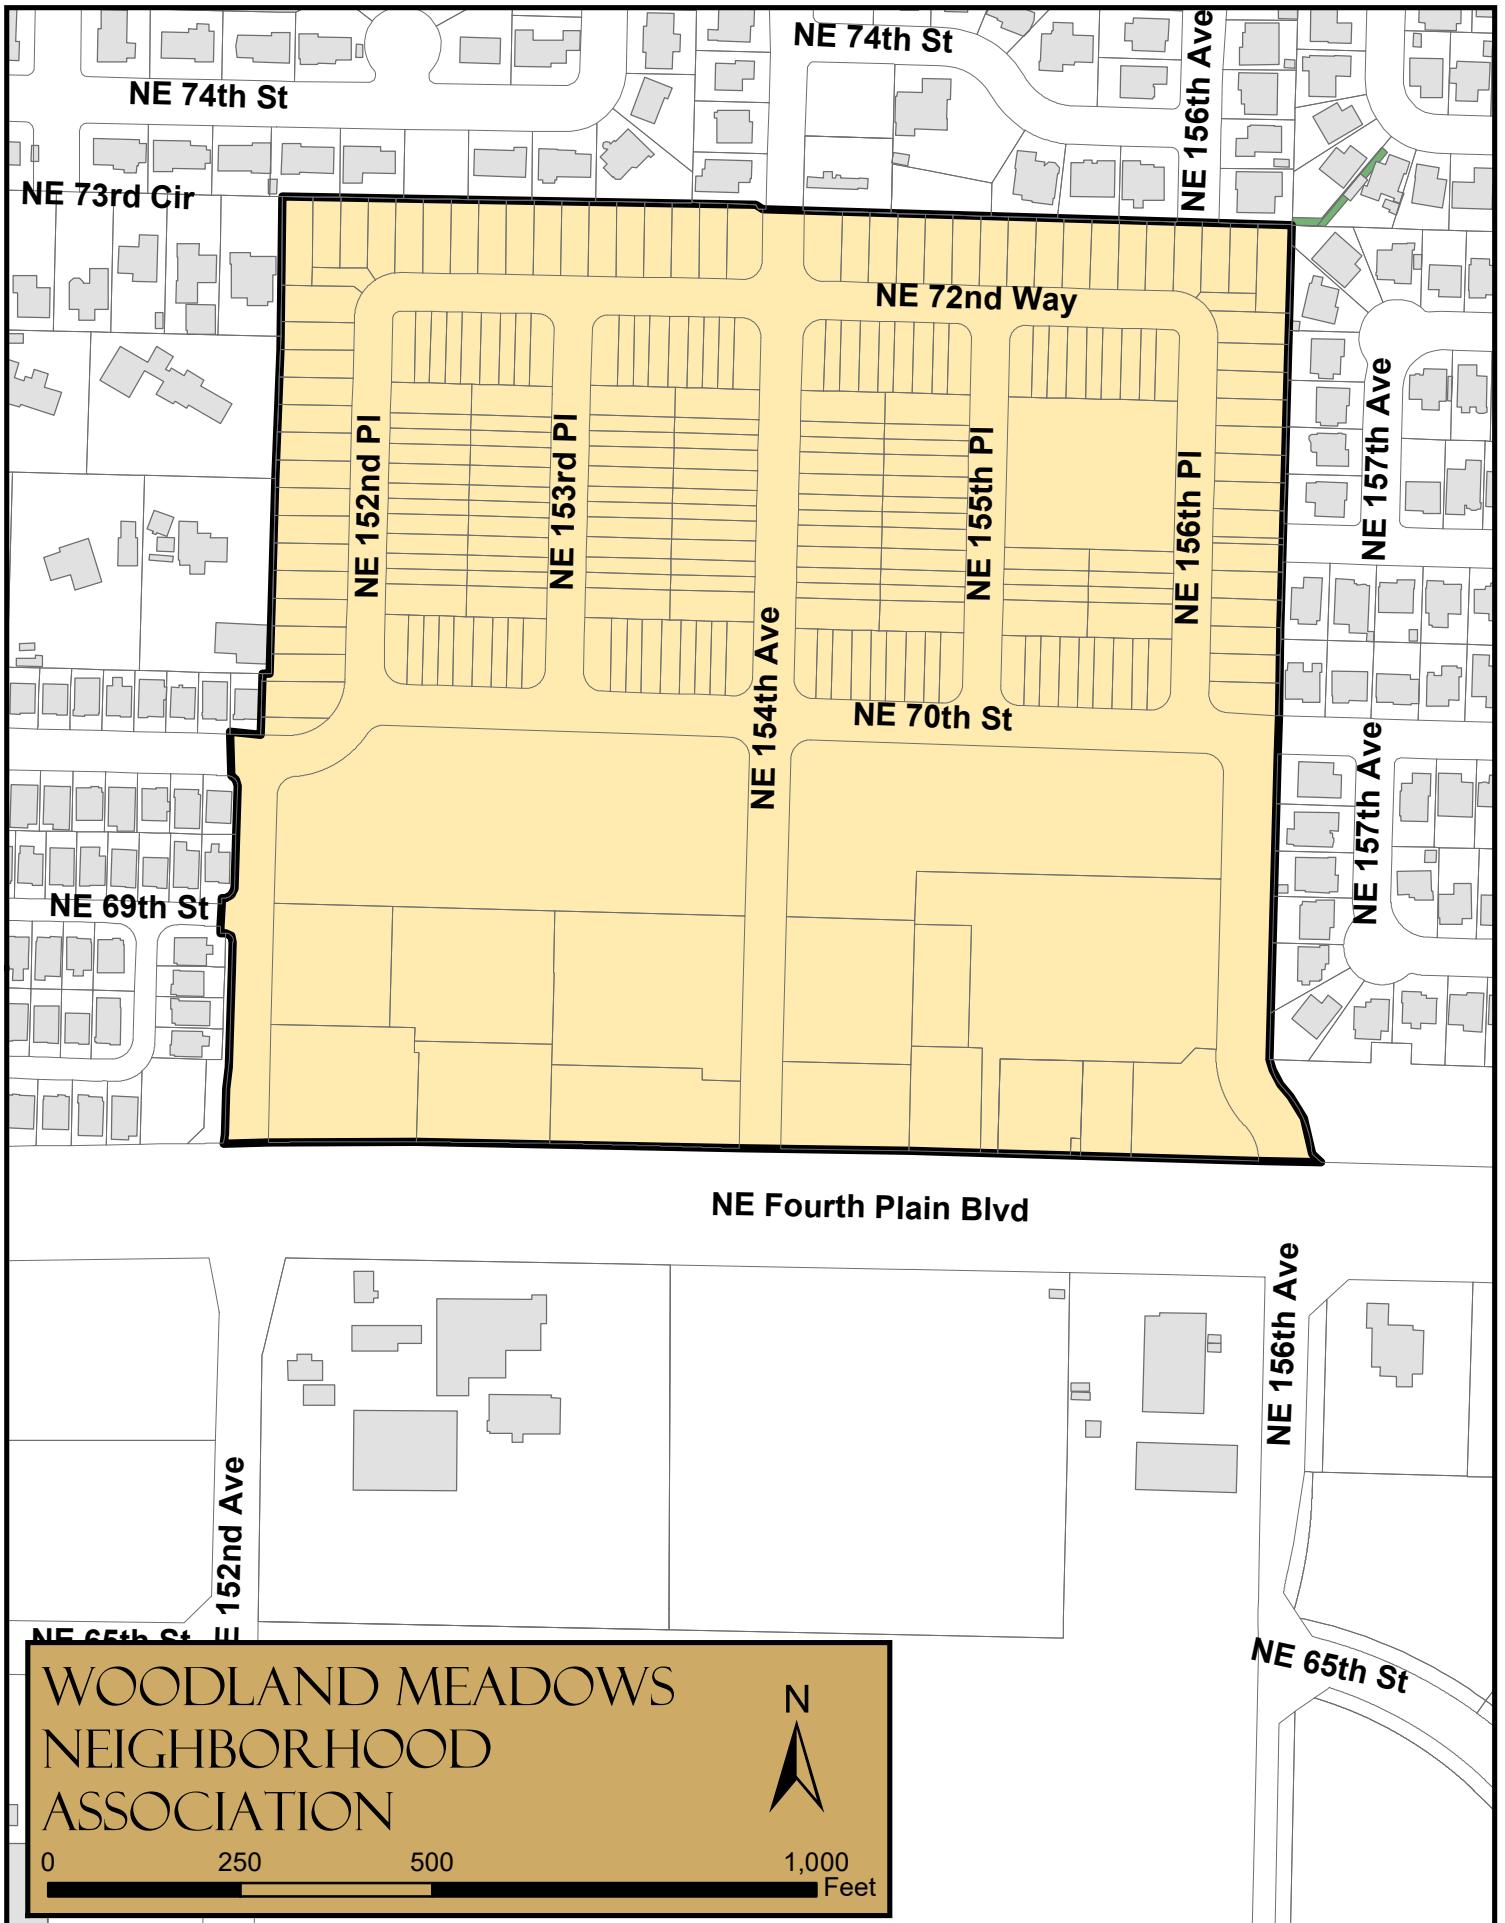 NE 74th St
NE 74th St
NE 156th Ave
NE 73rd Cir
NE 72nd Way
NE 152nd Pl
NE 153rd Pl
NE 155th Pl
NE 156th Pl
NE 157th Ave
NE 154th Ave
NE 70th St
NE 157th Ave
NE 69th St
NE Fourth Plain Blvd
NE 156th Ave
E 152nd Ave
NE 65th St
NE 65th St
WOODLAND MEADOWS
NEIGHBORHOOD
ASSOCIATION
N
0 250 500 1,000
Feet